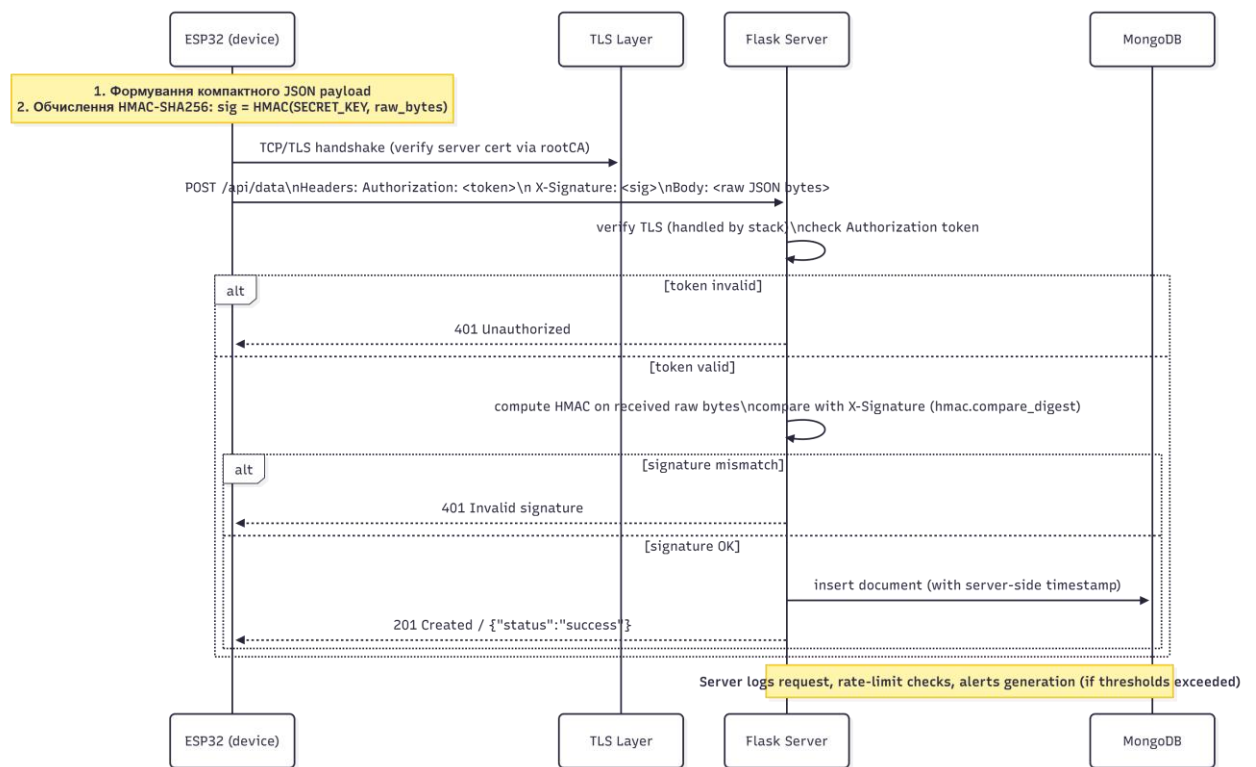 ESP32 (device)
TLS Layer
Flask Server
MongoDB
1. Формування компактного JSON payload
2. Обчислення HMAC-SHA256: sig = HMAC(SECRET_KEY, raw_bytes)
TCP/TLS handshake (verify server cert via rootCA)
POST /api/data\nHeaders: Authorization: <token>\n X-Signature: <sig>\nBody: <raw JSON bytes>
verify TLS (handled by stack)\ncheck Authorization token
alt
[token invalid]
401 Unauthorized
[token valid]
compute HMAC on received raw bytes\ncompare with X-Signature (hmac.compare_digest)
alt
[signature mismatch]
401 Invalid signature
[signature OK]
insert document (with server-side timestamp)
201 Created / {"status":"success"}
Server logs request, rate-limit checks, alerts generation (if thresholds exceeded)
ESP32 (device)
TLS Layer
Flask Server
MongoDB